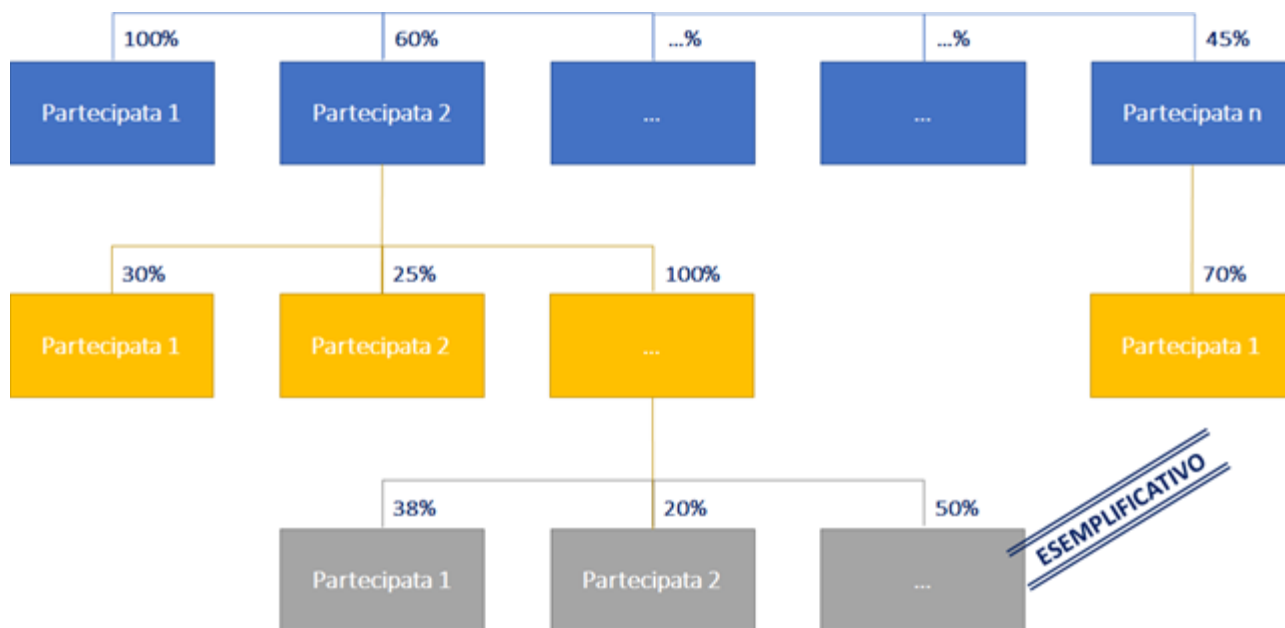 100%
60%
...%
...%
45%
Partecipata 1
Partecipata 2
...
...
Partecipata n
30%
25%
100%
70%
Partecipata 1
Partecipata 2
...
Partecipata 1
38%
20%
50%
Partecipata 1
Partecipata 2
...
ESEMPLIFICATIVO